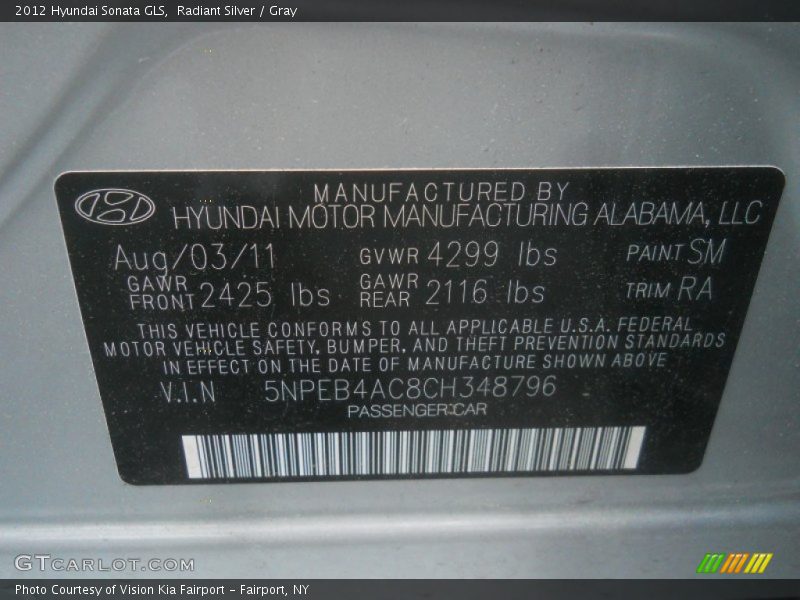 2012 Hyundai Sonata GLS,  Radiant Silver / Gray
MANUFACTURED BY
HYUNDAI MOTOR MANUFACTURING ALABAMA, LLC
Aug/03/11 GVWR 4299 lbs PAINT SM
GAWR FRONT 2425 lbs GAWR REAR 2116 lbs TRIM RA
THIS VEHICLE CONFORMS TO ALL APPLICABLE U.S.A. FEDERAL
MOTOR VEHICLE SAFETY, BUMPER, AND THEFT PREVENTION STANDARDS
IN EFFECT ON THE DATE OF MANUFACTURE SHOWN ABOVE
V.I.N 5NPEB4AC8CH348796
PASSENGER CAR
GTCARLOT.COM
Photo Courtesy of Vision Kia Fairport – Fairport, NY